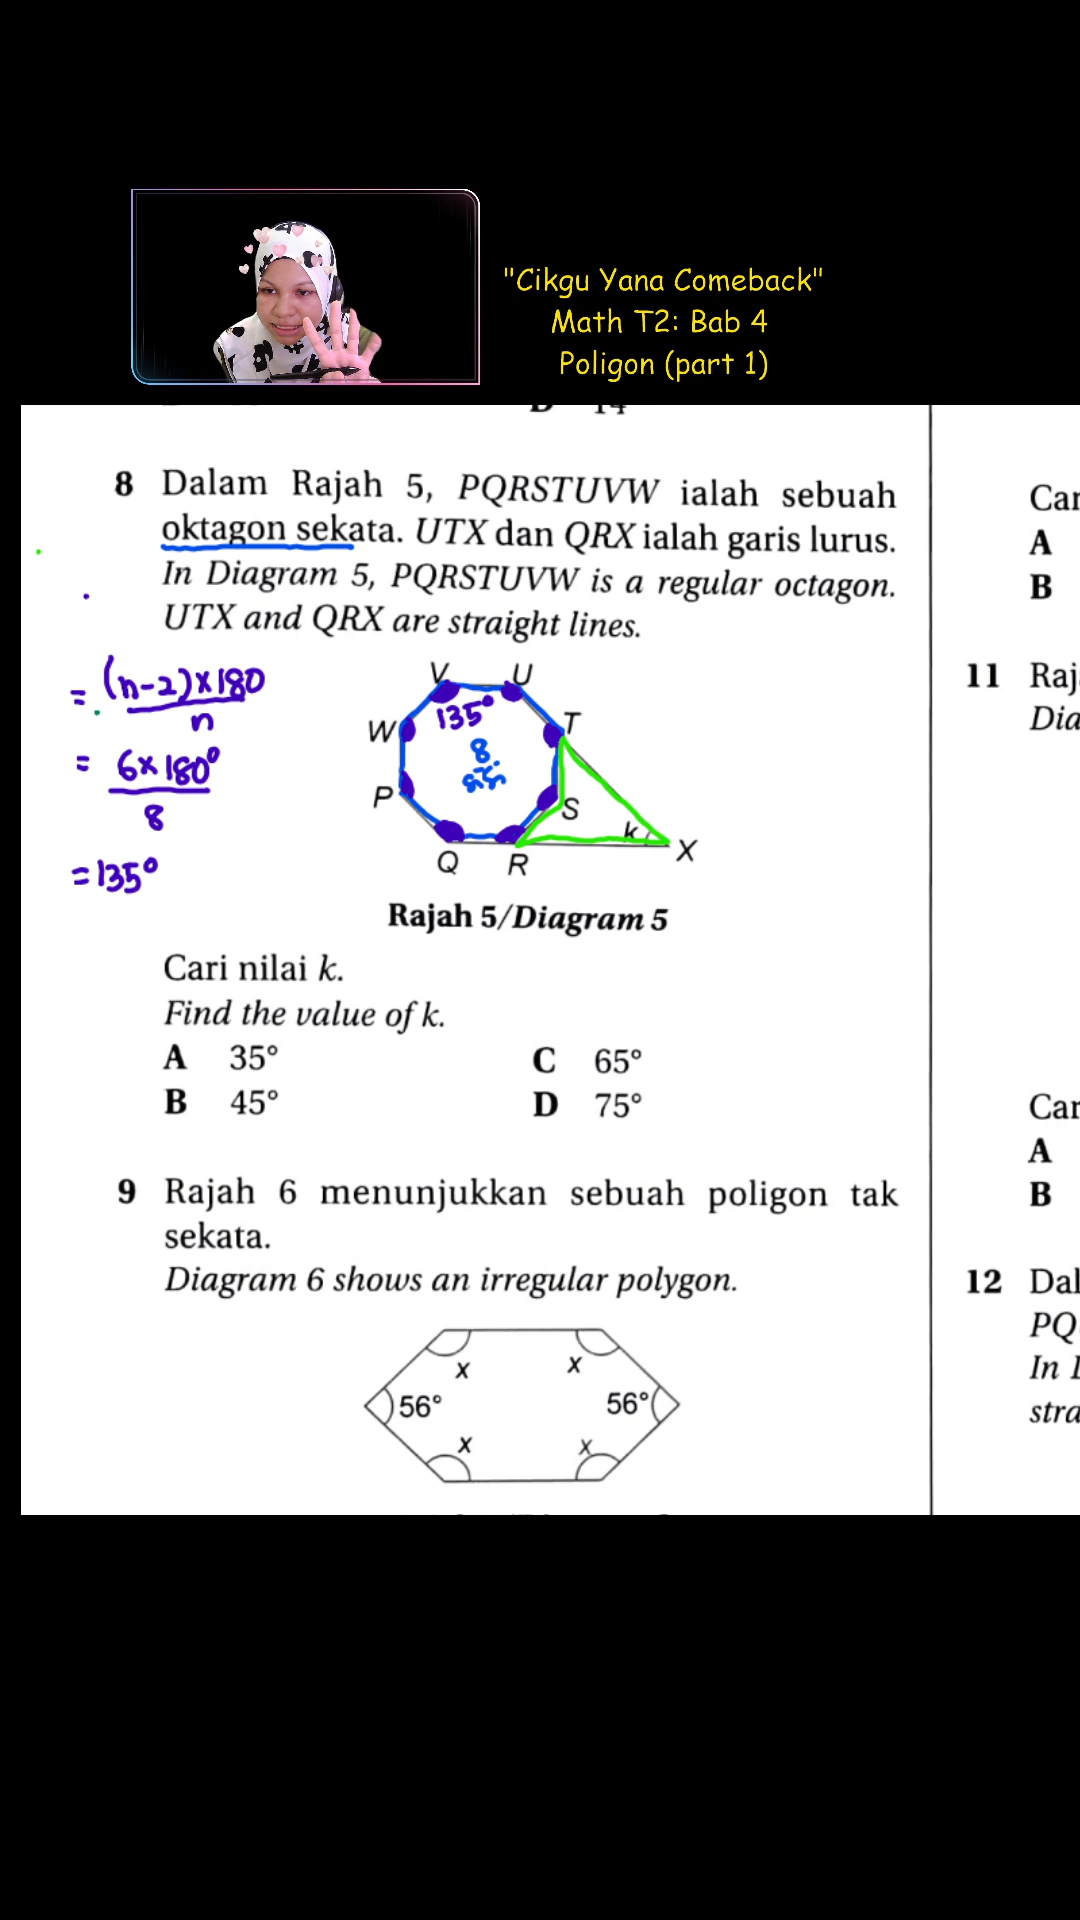 "Cikgu Yana Comeback"
Math T2: Bab 4
Poligon (part 1)
8 Dalam Rajah 5, PQRSTUVW ialah sebuah
oktagon sekata. UTX dan QRX ialah garis lurus.
In Diagram 5, PQRSTUVW is a regular octagon.
UTX and QRX are straight lines.
= (n-2)×180
n
= 6×180°
8
=135°
V U
135°
W T
8
P S
k X
Q R
Rajah 5/Diagram 5
Cari nilai k.
Find the value of k.
A 35° C 65°
B 45° D 75°
9 Rajah 6 menunjukkan sebuah poligon tak
sekata.
Diagram 6 shows an irregular polygon.
x x
56° 56°
x x
A
B
11
A
B
12
PQ
In